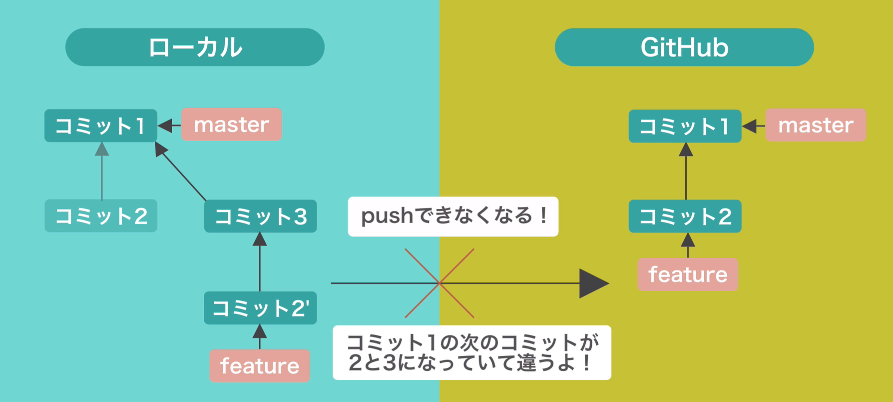 ローカル
GitHub
コミット1
master
コミット2
コミット3
コミット2'
feature
pushできなくなる！
コミット1の次のコミットが
2と3になっていて違うよ！
コミット1
master
コミット2
feature